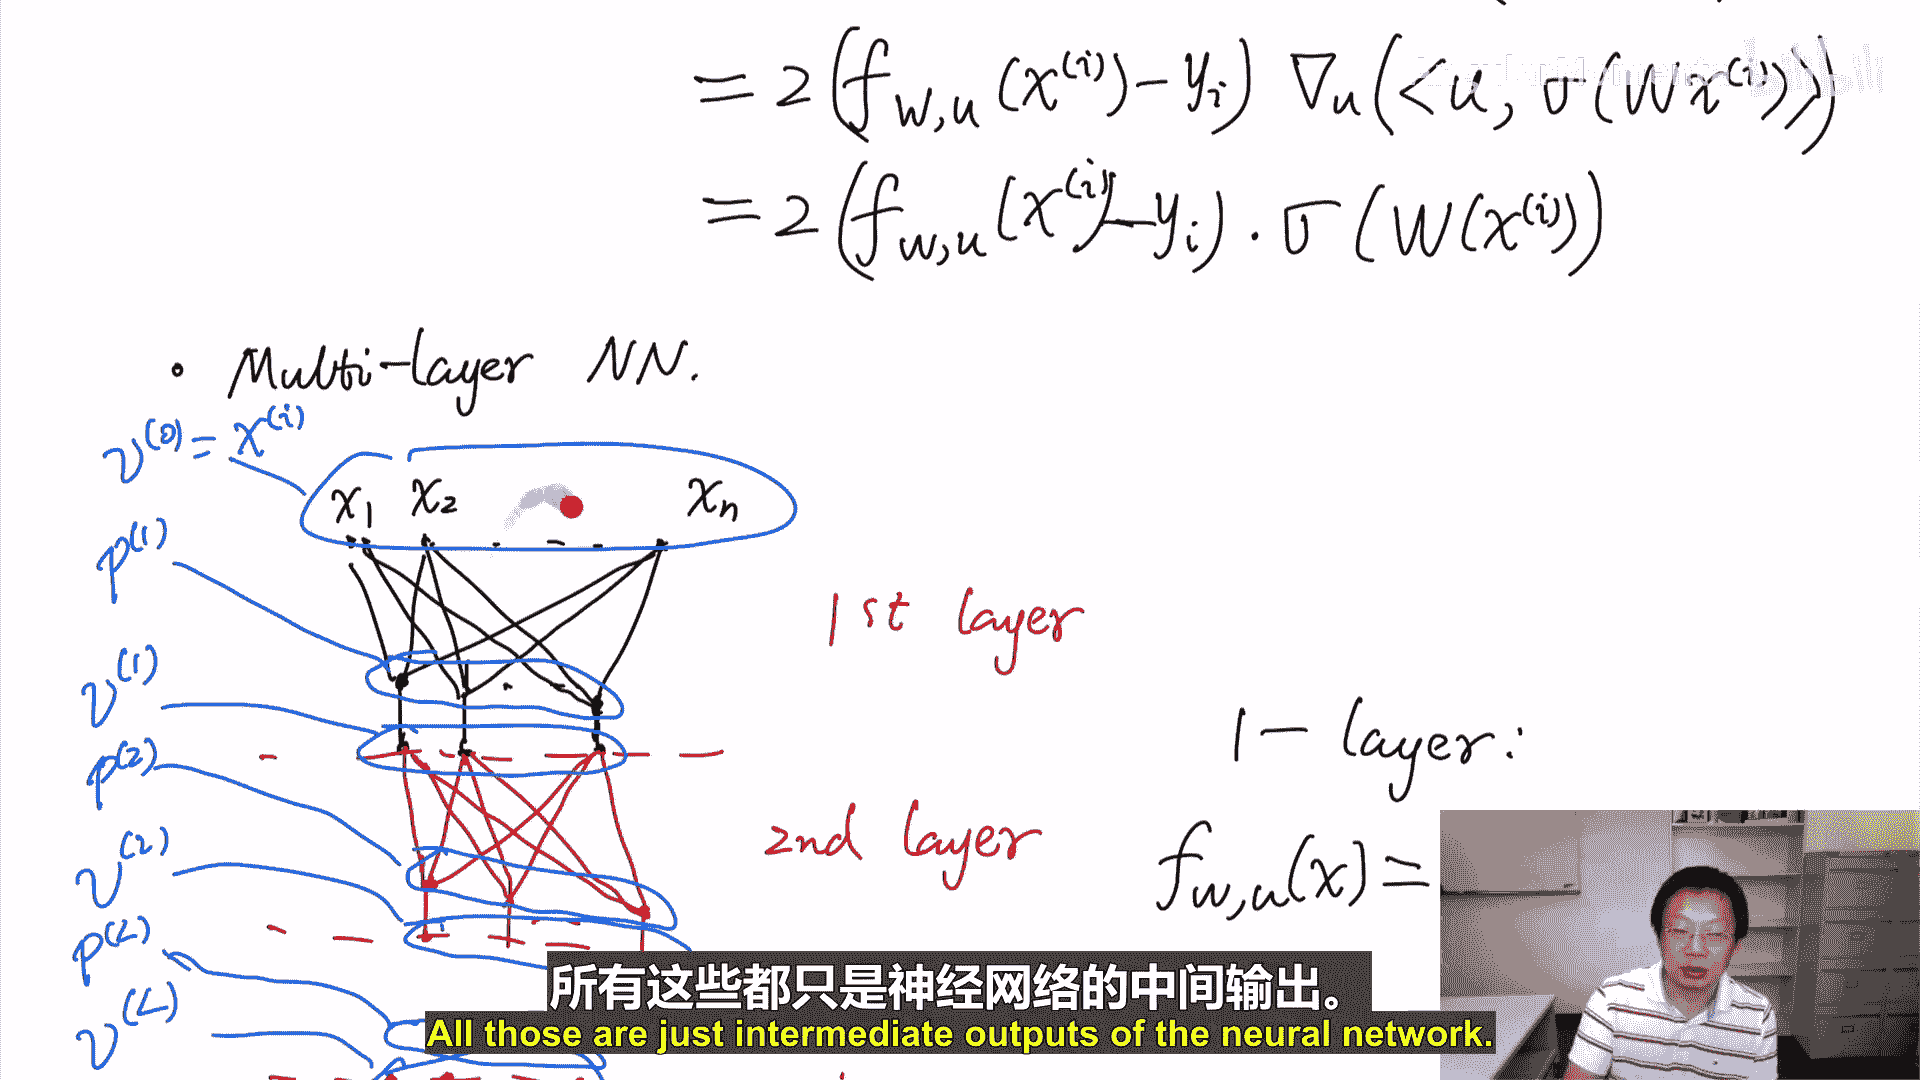 = 2 (f_{W,u}(x^{(i)}) - y_i) ∇_u (<u, σ(Wx^{(i)})>)
= 2 (f_{W,u}(x^{(i)}) - y_i) · σ(W(x^{(i)}))
• Multi-layer NN.
v^{(0)} = x^{(i)}
x_1 x_2 x_n
p^{(1)}
1st layer
v^{(1)}
1-layer:
p^{(2)}
2nd layer
v^{(2)}
f_{W,u}(x) =
p^{(L)}
v^{(L)}
所有这些都只是神经网络的中间输出。
All those are just intermediate outputs of the neural network.